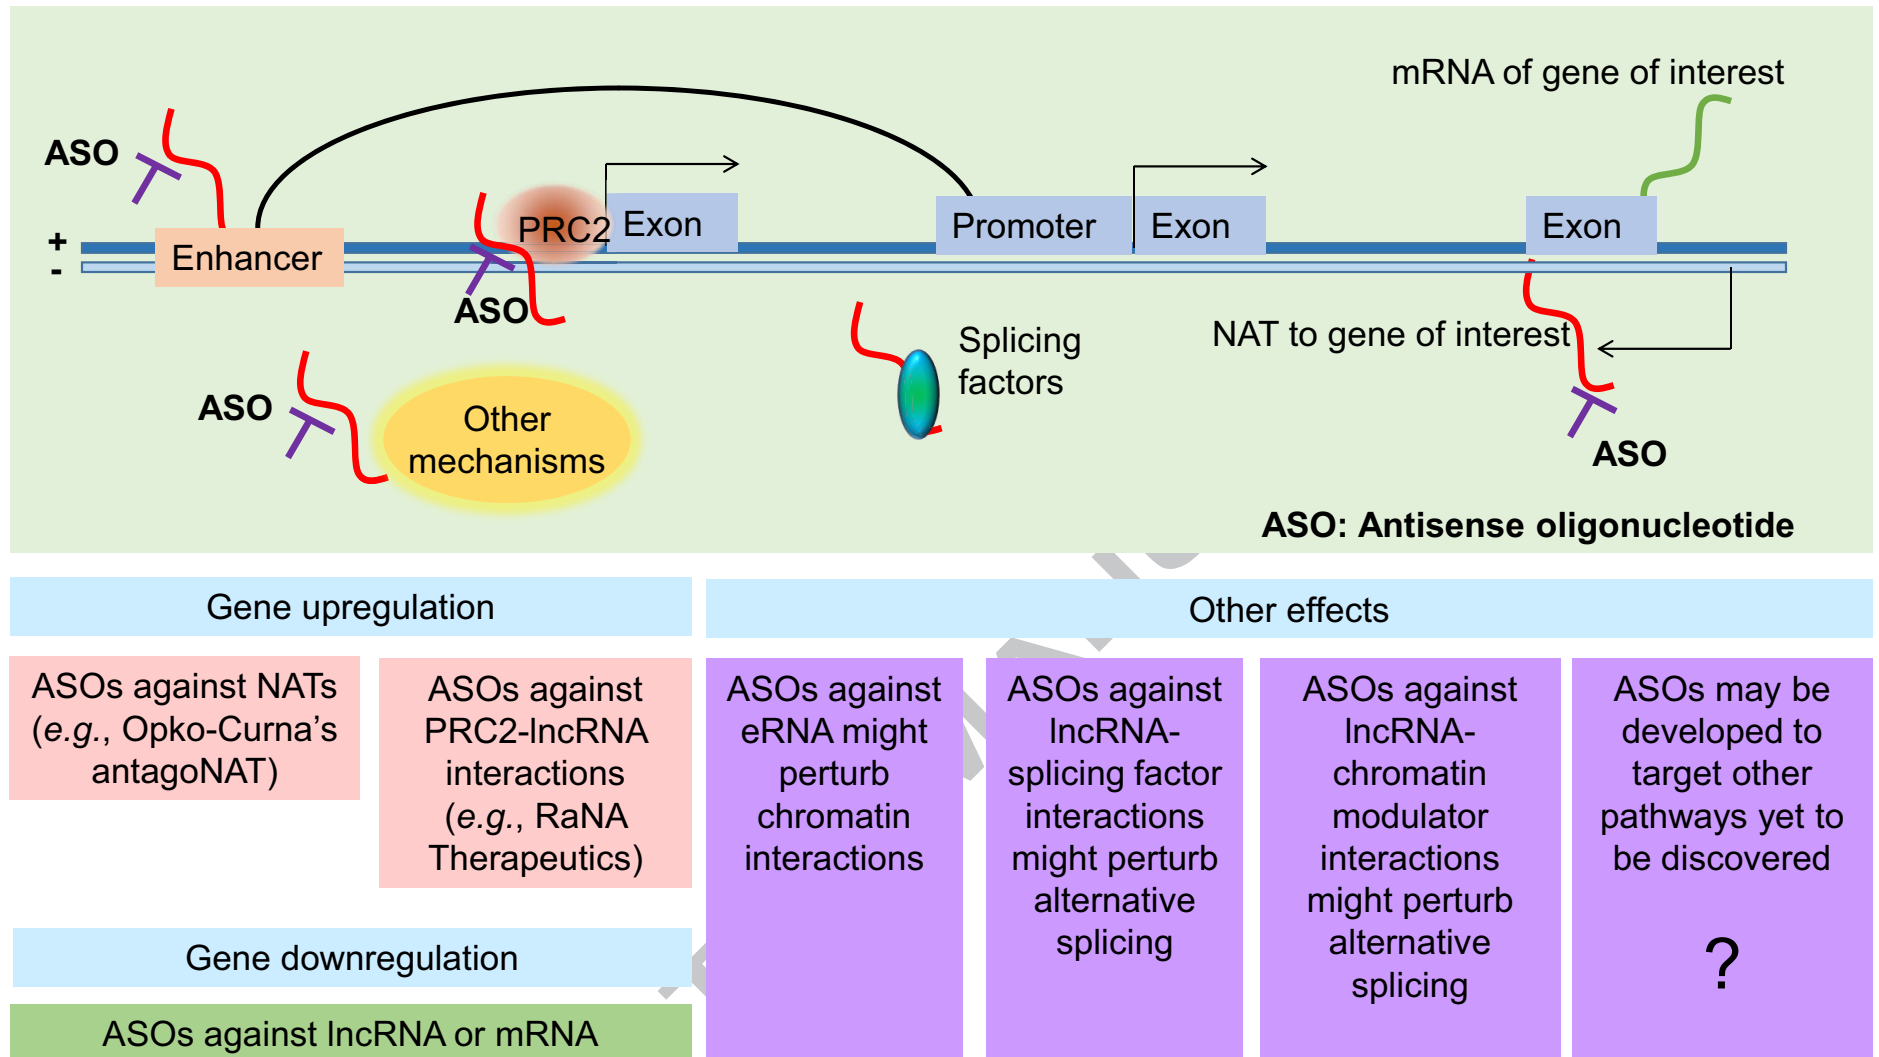 mRNA of gene of interest
ASO
PRC2
Exon
Promoter
Exon
Exon
+
-
Enhancer
ASO
NAT to gene of interest
Splicing
factors
ASO
Other
mechanisms
ASO
ASO: Antisense oligonucleotide
Gene upregulation
ASOs against NATs
(e.g., Opko-Curna’s
antagoNAT)
ASOs against
PRC2-lncRNA
interactions
(e.g., RaNA
Therapeutics)
Gene downregulation
ASOs against lncRNA or mRNA
Other effects
ASOs against
eRNA might
perturb
chromatin
interactions
ASOs against
lncRNA-
splicing factor
interactions
might perturb
alternative
splicing
ASOs against
lncRNA-
chromatin
modulator
interactions
might perturb
alternative
splicing
ASOs may be
developed to
target other
pathways yet to
be discovered
?